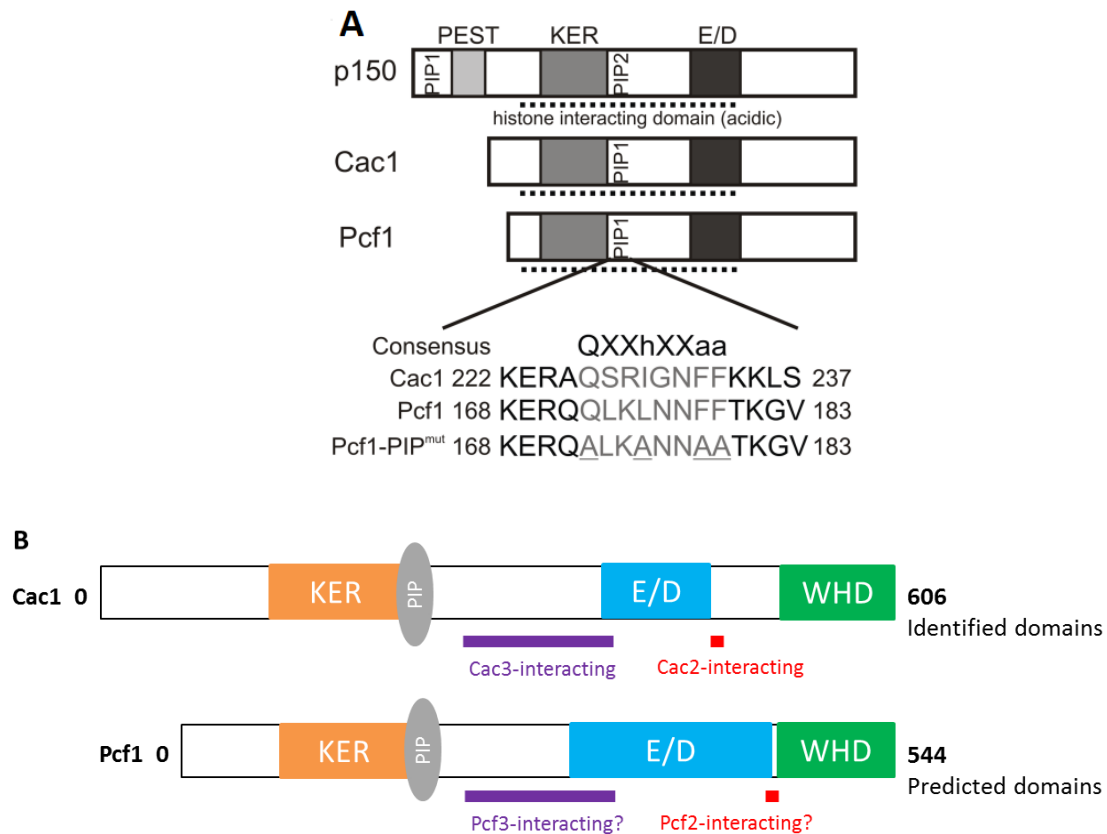 A
PEST KER E/D
p150 PIP1 PIP2
histone interacting domain (acidic)
Cac1 PIP1
Pcf1 PIP1
Consensus QXXhXXaa
Cac1 222 KERAQSRIGNFFKKLS 237
Pcf1 168 KERQQLKLNNFFTKGV 183
Pcf1-PIPmut 168 KERQALKANNAATKGV 183
B
Cac1 0 KER PIP E/D WHD 606
Identified domains
Cac3-interacting Cac2-interacting
Pcf1 0 KER PIP E/D WHD 544
Predicted domains
Pcf3-interacting? Pcf2-interacting?